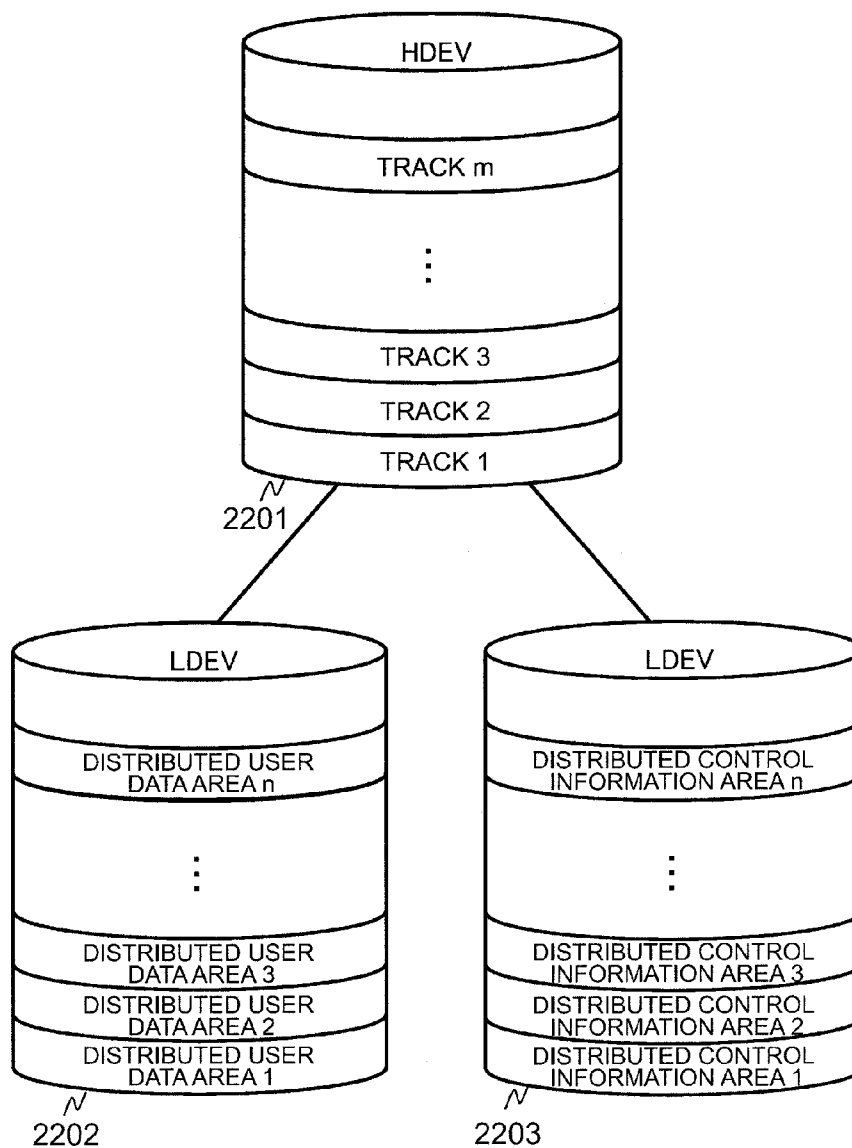 HDEV
TRACK m
⋮
TRACK 3
TRACK 2
TRACK 1
2201
LDEV
DISTRIBUTED USER
DATA AREA n
⋮
DISTRIBUTED USER
DATA AREA 3
DISTRIBUTED USER
DATA AREA 2
DISTRIBUTED USER
DATA AREA 1
2202
LDEV
DISTRIBUTED CONTROL
INFORMATION AREA n
⋮
DISTRIBUTED CONTROL
INFORMATION AREA 3
DISTRIBUTED CONTROL
INFORMATION AREA 2
DISTRIBUTED CONTROL
INFORMATION AREA 1
2203